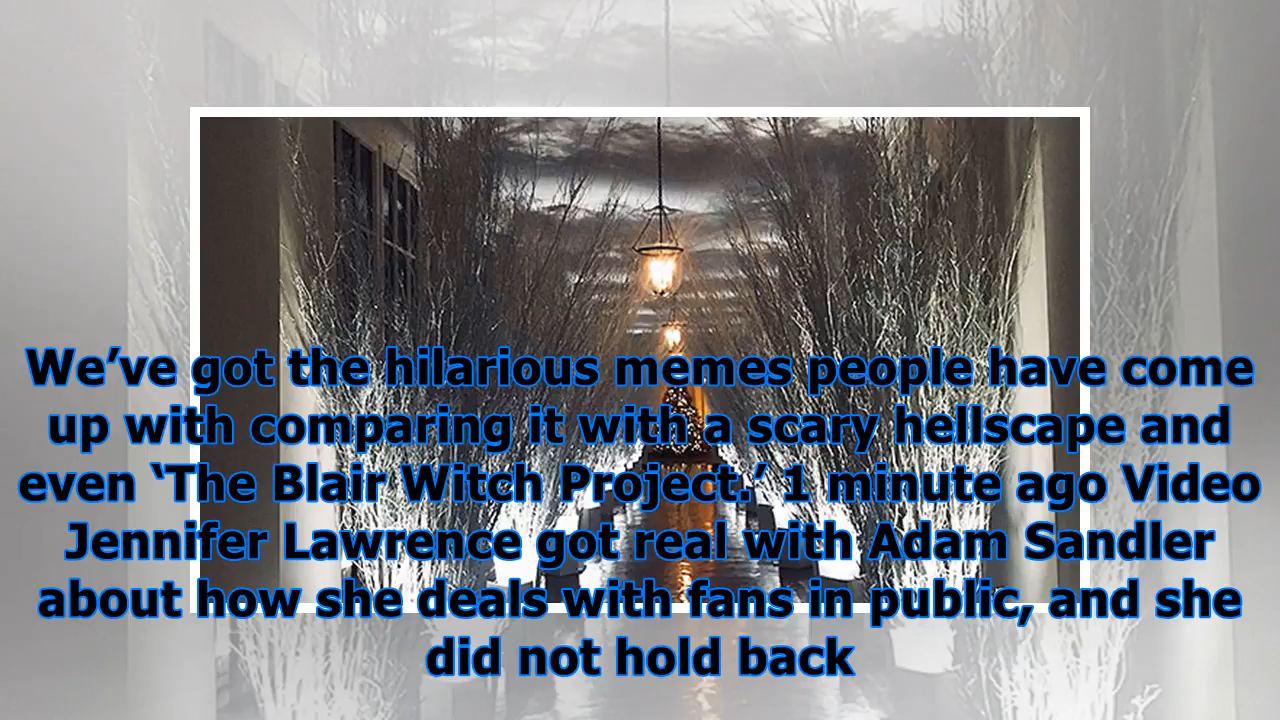 We’ve got the hilarious memes people have come
up with comparing it with a scary hellscape and
even ‘The Blair Witch Project.’ 1 minute ago Video
Jennifer Lawrence got real with Adam Sandler
about how she deals with fans in public, and she
did not hold back